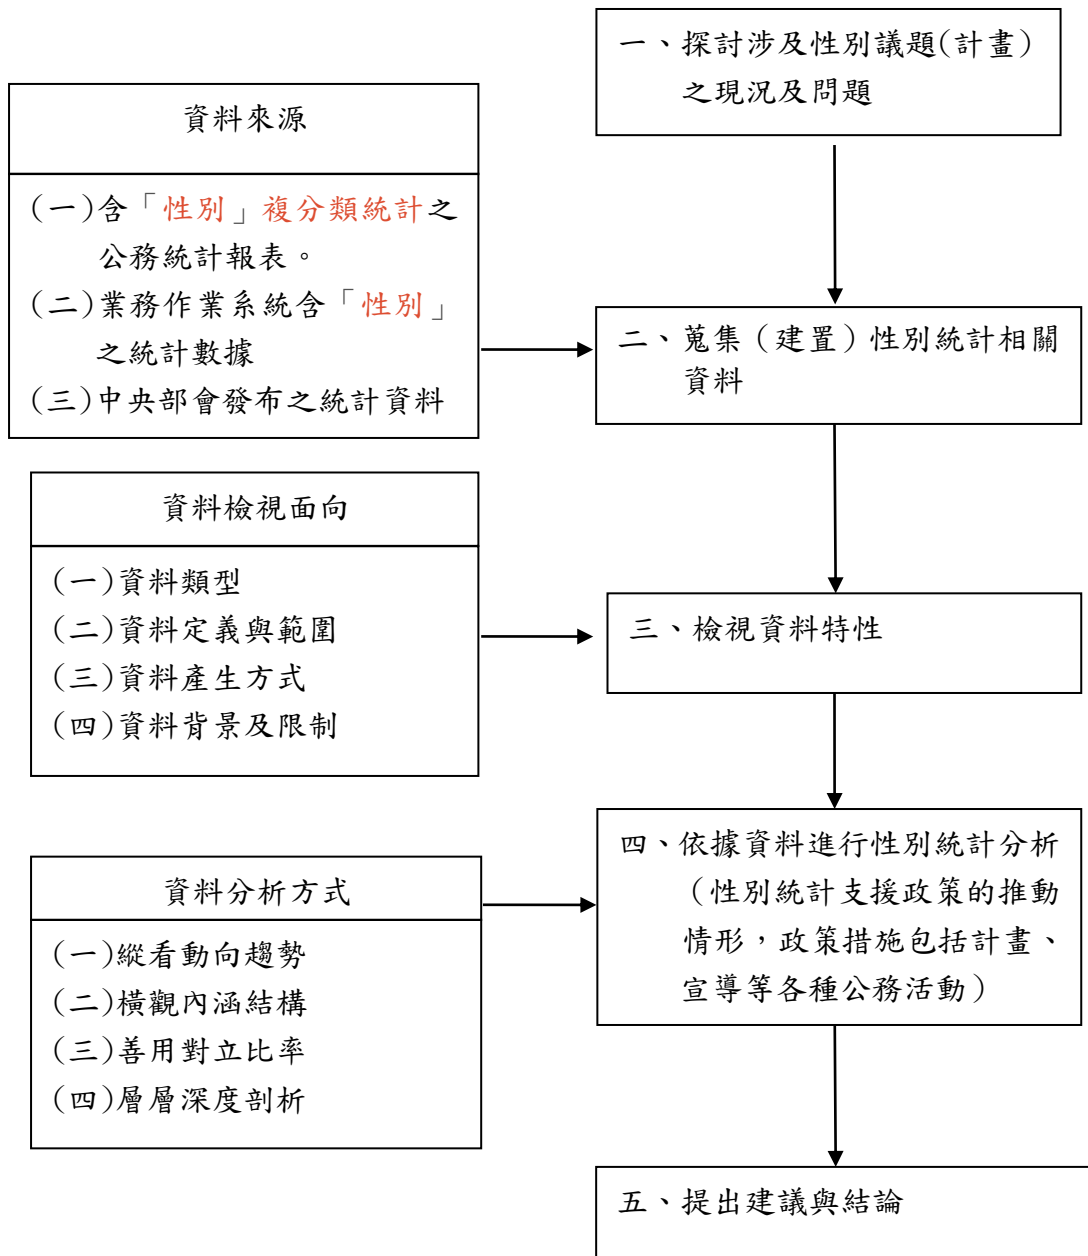 一、探討涉及性別議題(計畫)
之現況及問題
資料來源
(一)含「性別」複分類統計之
公務統計報表。
(二)業務作業系統含「性別」
之統計數據
(三)中央部會發布之統計資料
二、蒐集（建置）性別統計相關
資料
資料檢視面向
(一)資料類型
(二)資料定義與範圍
(三)資料產生方式
(四)資料背景及限制
三、檢視資料特性
資料分析方式
(一)縱看動向趨勢
(二)橫觀內涵結構
(三)善用對立比率
(四)層層深度剖析
四、依據資料進行性別統計分析
（性別統計支援政策的推動
情形，政策措施包括計畫、
宣導等各種公務活動）
五、提出建議與結論